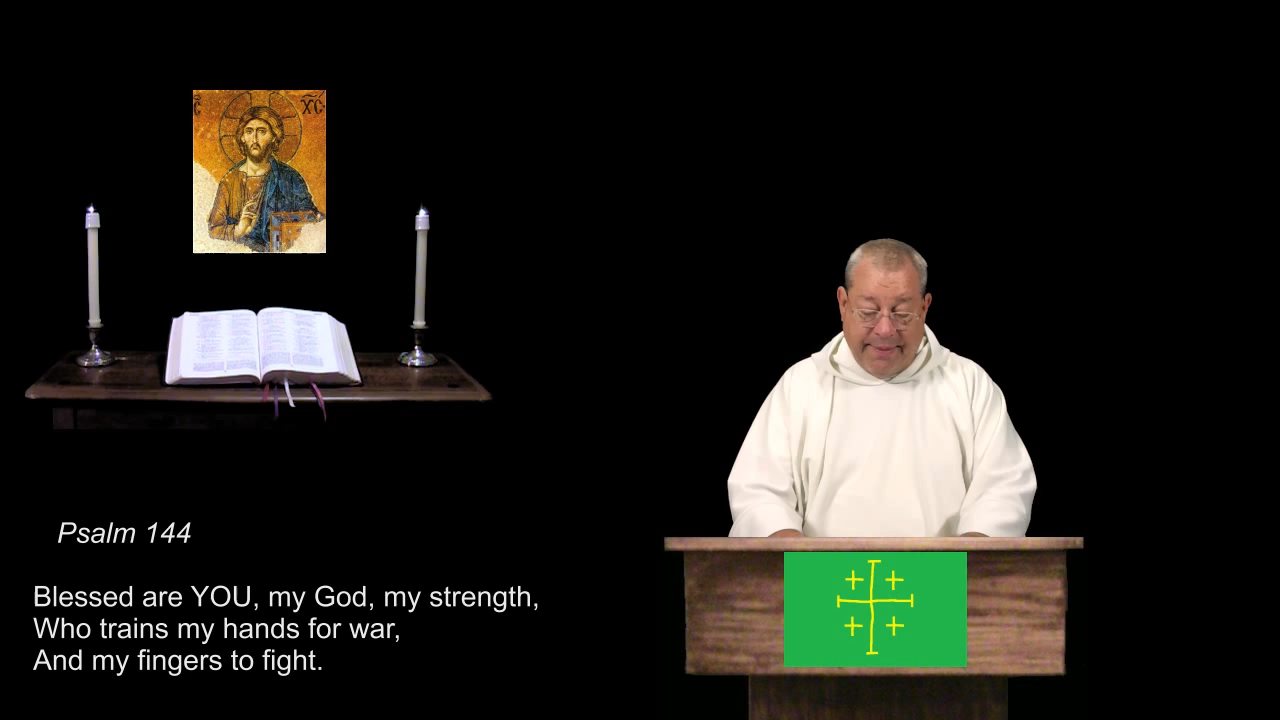 XC
Psalm 144
Blessed are YOU, my God, my strength,
Who trains my hands for war,
And my fingers to fight.